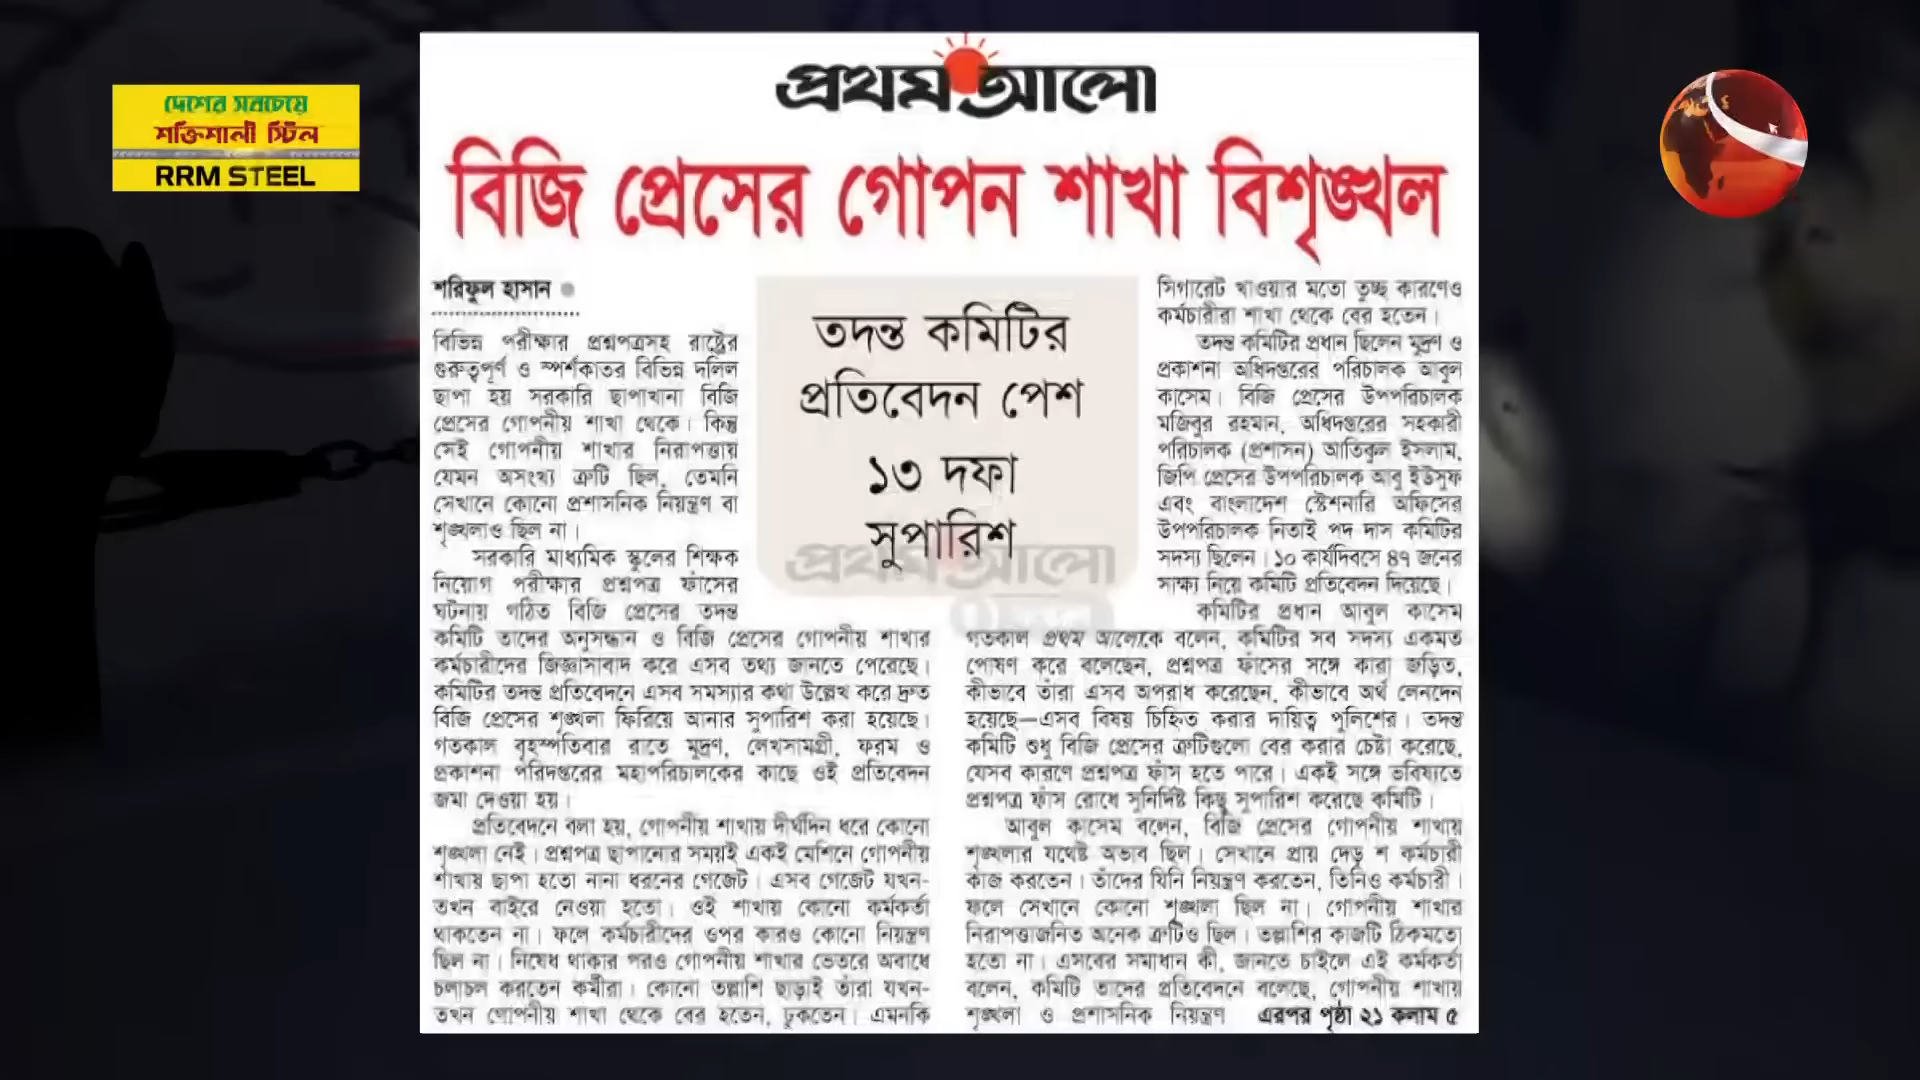 দেশের সবচেয়ে
শক্তিশালী স্টিল
RRM STEEL
প্রথম আলো
বিজি প্রেসের গোপন শাখা বিশৃঙ্খল
শরিফুল হাসান
বিভিন্ন পরীক্ষার প্রশ্নপত্রসহ রাষ্ট্রের
গুরুত্বপূর্ণ ও স্পর্শকাতর বিভিন্ন দলিল
ছাপা হয় সরকারি ছাপাখানা বিজি
প্রেসের গোপনীয় শাখা থেকে। কিন্তু
সেই গোপনীয় শাখার নিরাপত্তায়
যেমন অসংখ্য ত্রুটি ছিল, তেমনি
সেখানে কোনো প্রশাসনিক নিয়ন্ত্রণ বা
শৃঙ্খলাও ছিল না।
সরকারি মাধ্যমিক স্কুলের শিক্ষক
নিয়োগ পরীক্ষার প্রশ্নপত্র ফাঁসের
ঘটনায় গঠিত বিজি প্রেসের তদন্ত
কমিটি তাদের অনুসন্ধান ও বিজি প্রেসের গোপনীয় শাখার
কর্মচারীদের জিজ্ঞাসাবাদ করে এসব তথ্য জানতে পেরেছে।
কমিটির তদন্ত প্রতিবেদনে এসব সমস্যার কথা উল্লেখ করে দ্রুত
বিজি প্রেসের শৃঙ্খলা ফিরিয়ে আনার সুপারিশ করা হয়েছে।
গতকাল বৃহস্পতিবার রাতে মুদ্রণ, লেখসামগ্রী, ফরম ও
প্রকাশনা পরিদপ্তরের মহাপরিচালকের কাছে ওই প্রতিবেদন
জমা দেওয়া হয়।
প্রতিবেদনে বলা হয়, গোপনীয় শাখায় দীর্ঘদিন ধরে কোনো
শৃঙ্খলা নেই। প্রশ্নপত্র ছাপানোর সময়ই একই মেশিনে গোপনীয়
শাখায় ছাপা হতো নানা ধরনের গেজেট। এসব গেজেট যখন-
তখন বাইরে নেওয়া হতো। ওই শাখায় কোনো কর্মকর্তা
থাকতেন না। ফলে কর্মচারীদের ওপর কারও কোনো নিয়ন্ত্রণ
ছিল না। নিষেধ থাকার পরও গোপনীয় শাখার ভেতরে অবাধে
চলাচল করতেন কর্মীরা। কোনো তল্লাশি ছাড়াই তাঁরা যখন-
তখন গোপনীয় শাখা থেকে বের হতেন, ঢুকতেন। এমনকি
তদন্ত কমিটির
প্রতিবেদন পেশ
১৩ দফা
সুপারিশ
প্রথম আলো
সিগারেট খাওয়ার মতো তুচ্ছ কারণেও
কর্মচারীরা শাখা থেকে বের হতেন।
তদন্ত কমিটির প্রধান ছিলেন মুদ্রণ ও
প্রকাশনা অধিদপ্তরের পরিচালক আবুল
কাসেম। বিজি প্রেসের উপপরিচালক
মজিবুর রহমান, অধিদপ্তরের সহকারী
পরিচালক (প্রশাসন) আতিকুল ইসলাম,
জিপি প্রেসের উপপরিচালক আবু ইউসুফ
এবং বাংলাদেশ স্টেশনারি অফিসের
উপপরিচালক নিতাই পদ দাস কমিটির
সদস্য ছিলেন। ১০ কার্যদিবসে ৪৭ জনের
সাক্ষ্য নিয়ে কমিটি প্রতিবেদন দিয়েছে।
কমিটির প্রধান আবুল কাসেম
গতকাল প্রথম আলোকে বলেন, কমিটির সব সদস্য একমত
পোষণ করে বলেছেন, প্রশ্নপত্র ফাঁসের সঙ্গে কারা জড়িত,
কীভাবে তাঁরা এসব অপরাধ করেছেন, কীভাবে অর্থ লেনদেন
হয়েছে—এসব বিষয় চিহ্নিত করার দায়িত্ব পুলিশের। তদন্ত
কমিটি শুধু বিজি প্রেসের ত্রুটিগুলো বের করার চেষ্টা করেছে,
যেসব কারণে প্রশ্নপত্র ফাঁস হতে পারে। একই সঙ্গে ভবিষ্যতে
প্রশ্নপত্র ফাঁস রোধে সুনির্দিষ্ট কিছু সুপারিশ করেছে কমিটি।
আবুল কাসেম বলেন, বিজি প্রেসের গোপনীয় শাখায়
শৃঙ্খলার যথেষ্ট অভাব ছিল। সেখানে প্রায় দেড় শ কর্মচারী
কাজ করতেন। তাঁদের যিনি নিয়ন্ত্রণ করতেন, তিনিও কর্মচারী।
ফলে সেখানে কোনো শৃঙ্খলা ছিল না। গোপনীয় শাখার
নিরাপত্তাজনিত অনেক ত্রুটিও ছিল। তল্লাশির কাজটি ঠিকমতো
হতো না। এসবের সমাধান কী, জানতে চাইলে এই কর্মকর্তা
বলেন, কমিটি তাদের প্রতিবেদনে বলেছে, গোপনীয় শাখায়
শৃঙ্খলা ও প্রশাসনিক নিয়ন্ত্রণ এরপর পৃষ্ঠা ২১ কলাম ৫